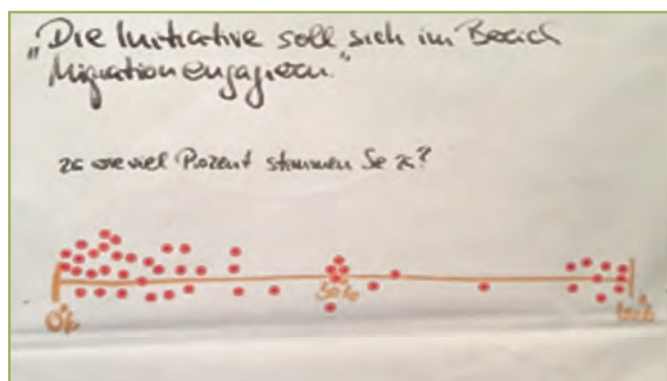 „Die Initiative soll sich im Bereich
Migration engagieren.“
zu wie viel Prozent stimmen Sie zu?
50%
0% 100%